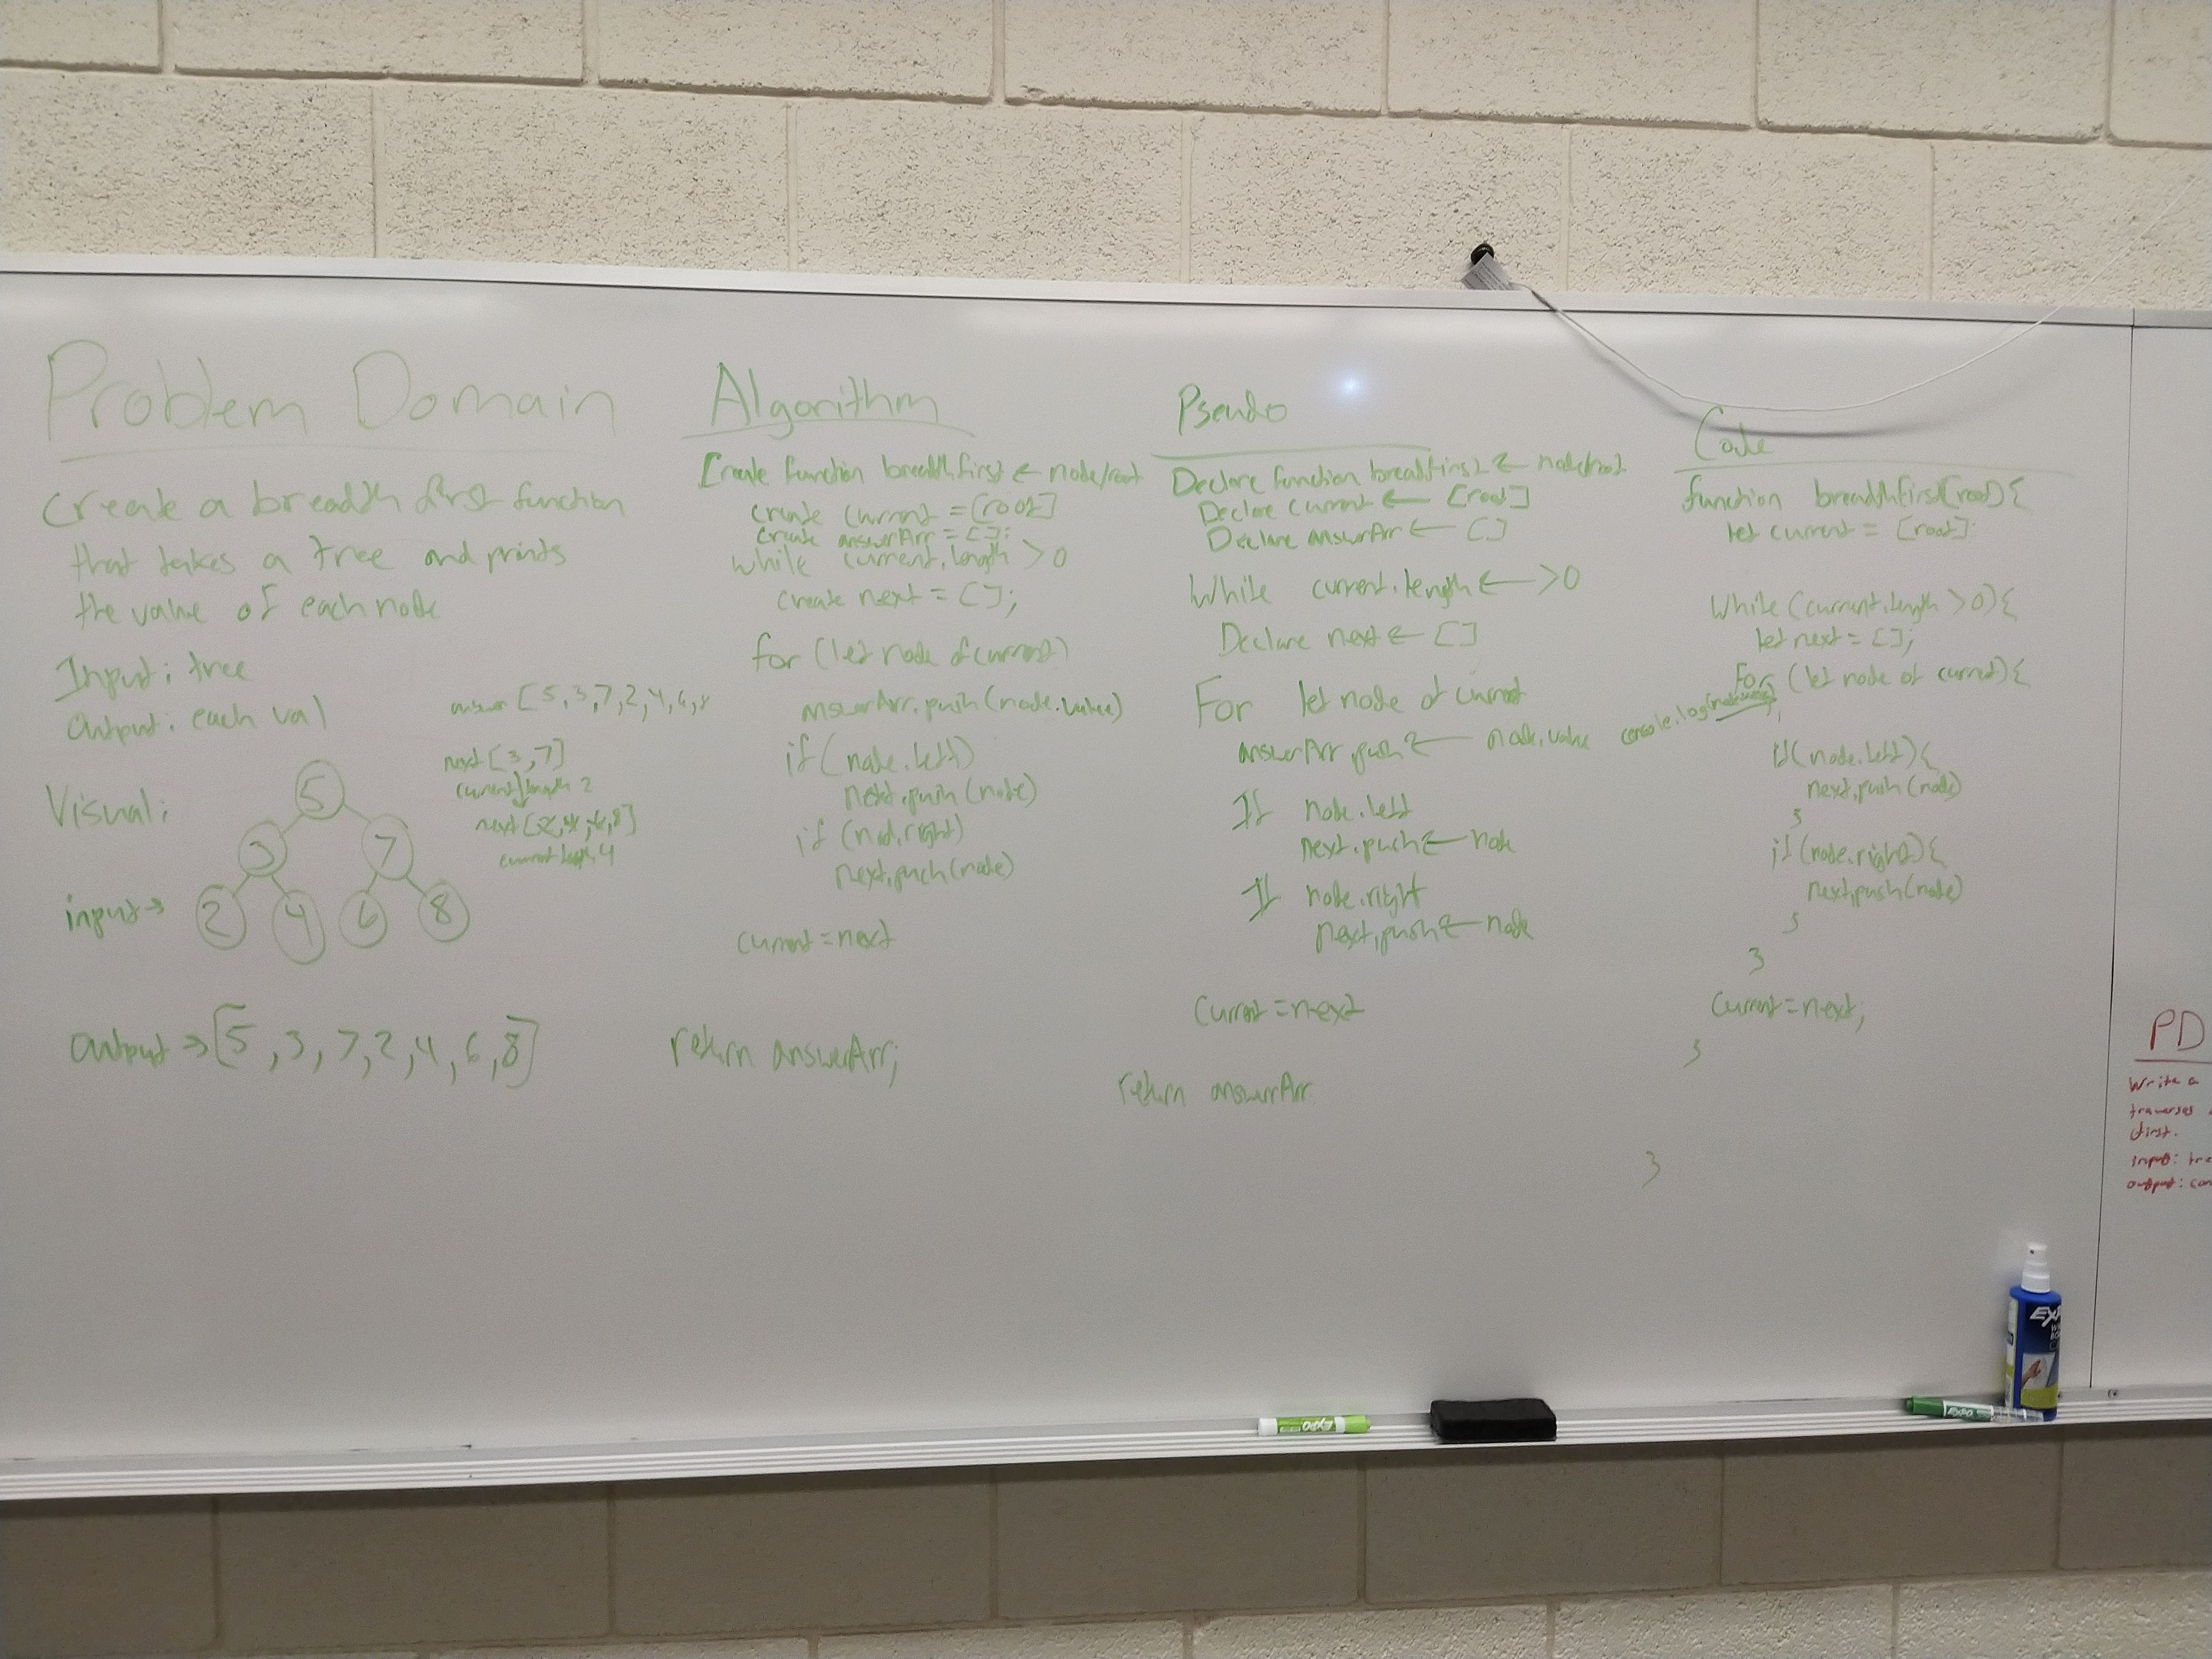 Problem Domain
Create a breadth first function
that takes a tree and prints
the value of each node
Input: tree
Output: each val
answer [5,3,7,2,4,6,8
Visual:
next [3,7]
current length 2
next [2,4,6,8]
current length 4
5
3 7
input →
2 4 6 8
output → [5,3,7,2,4,6,8]
Algorithm
Create function breadthfirst ← node/root
create current = [root]
create answerArr = [];
while current.length >0
create next = [];
for (let node of current)
answerArr.push(node.value)
if (node.left)
next.push(node)
if (node.right)
next.push(node)
current = next
return answerArr;
Pseudo
Declare function breadthfirst ← node/root
Declare current ← [root]
Declare answerArr ← []
While current.length ← >0
Declare next ← []
For let node of current
answerArr.push ← node.value
If node.left
next.push ← node
If node.right
next.push ← node
Current = next
return answerArr
Code
function breadthfirst(root){
let current = [root]
While (current.length >0){
let next = [];
For (let node of current){
console.log(
if(node.left){
next.push(node)
}
if(node.right){
next.push(node)
}
}
Current = next;
}
}
PD
Write a
traverses
first.
input: tre
output: con
EXPO
EXPO